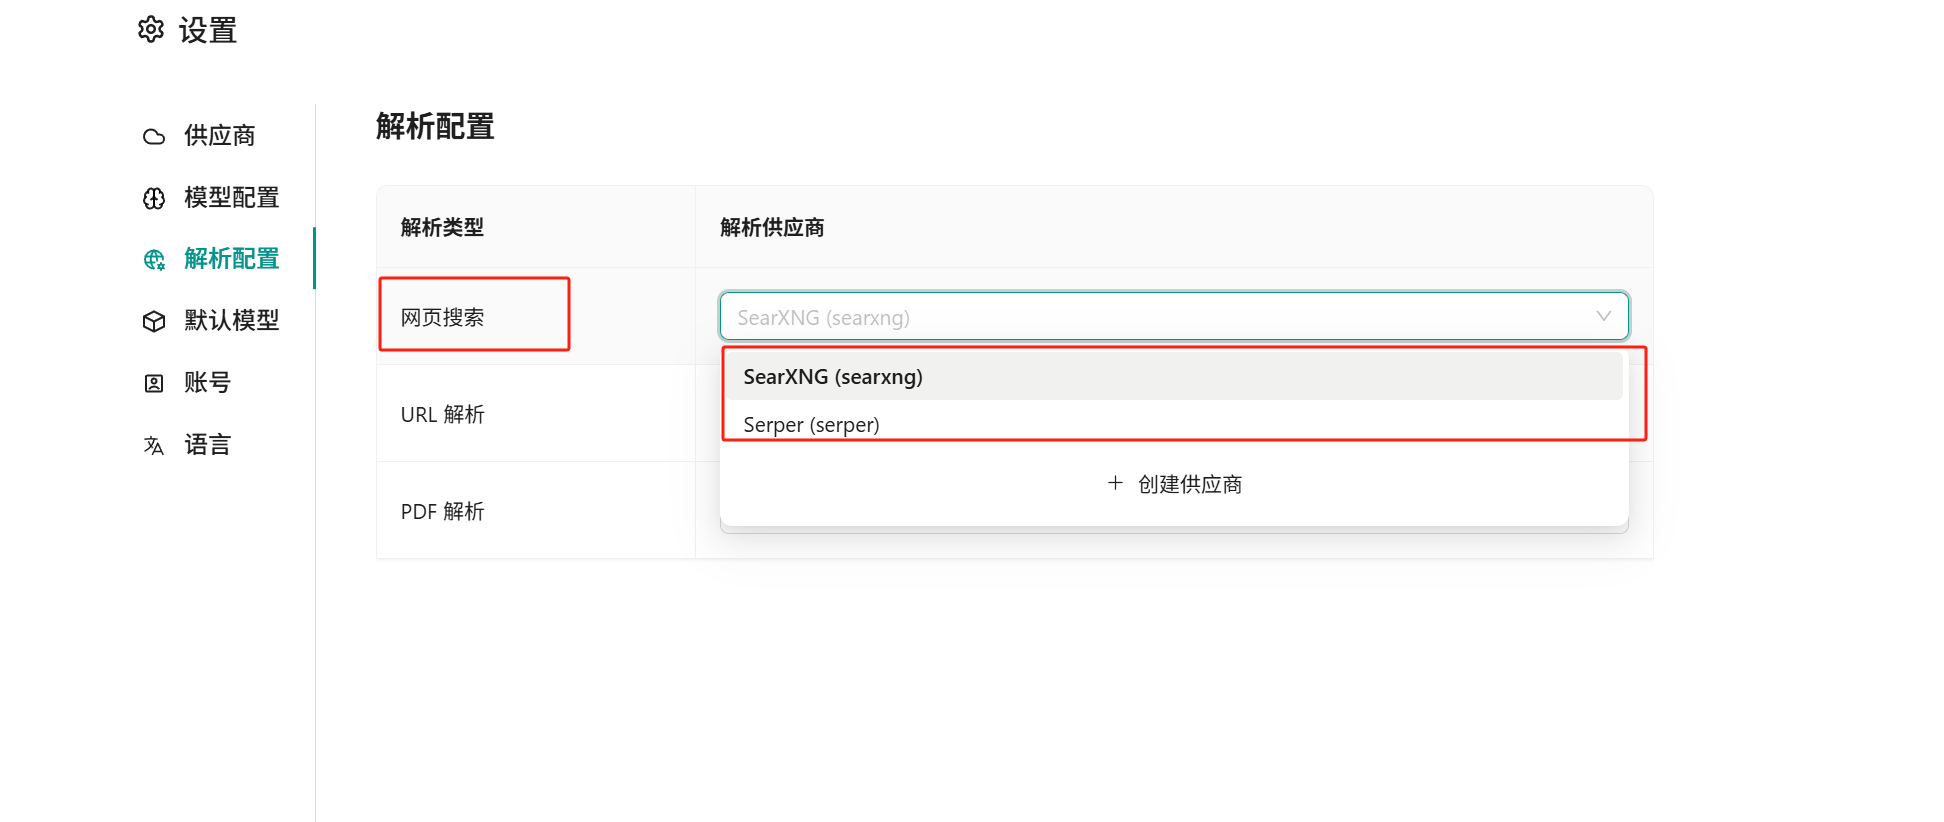 设置
供应商
模型配置
解析配置
默认模型
账号
语言
解析配置
解析类型
解析供应商
网页搜索
SearXNG (searxng)
SearXNG (searxng)
Serper (serper)
创建供应商
URL 解析
PDF 解析